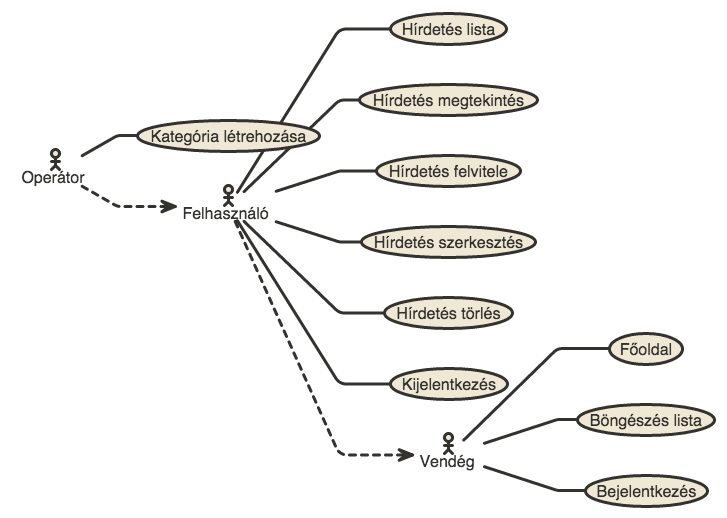 Hírdetés lista
Hírdetés megtekintés
Kategória létrehozása
Operátor
Hírdetés felvitele
Felhasználó
Hírdetés szerkesztés
Hírdetés törlés
Főoldal
Kijelentkezés
Böngészés lista
Vendég
Bejelentkezés